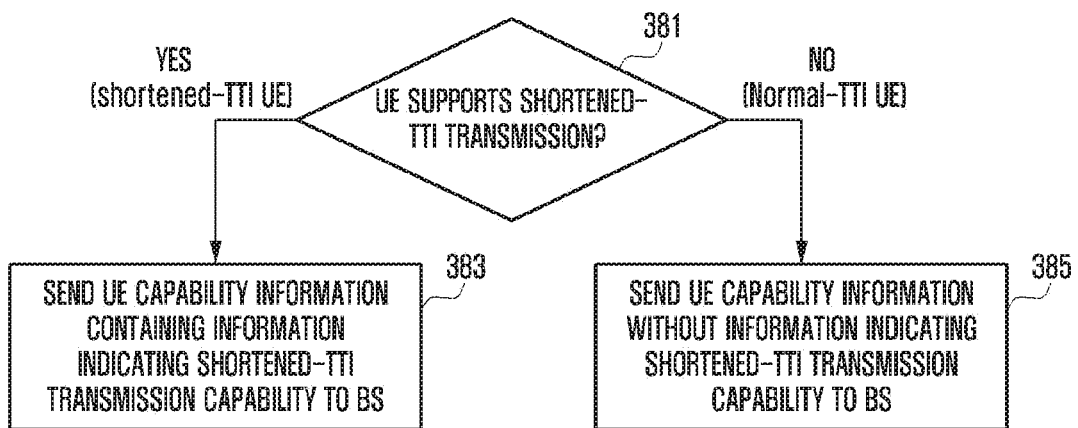 381
YES
(shortened-TTI UE)
UE SUPPORTS SHORTENED-
TTI TRANSMISSION?
NO
(Normal-TTI UE)
383
SEND UE CAPABILITY INFORMATION
CONTAINING INFORMATION
INDICATING SHORTENED-TTI
TRANSMISSION CAPABILITY TO BS
385
SEND UE CAPABILITY INFORMATION
WITHOUT INFORMATION INDICATING
SHORTENED-TTI TRANSMISSION
CAPABILITY TO BS